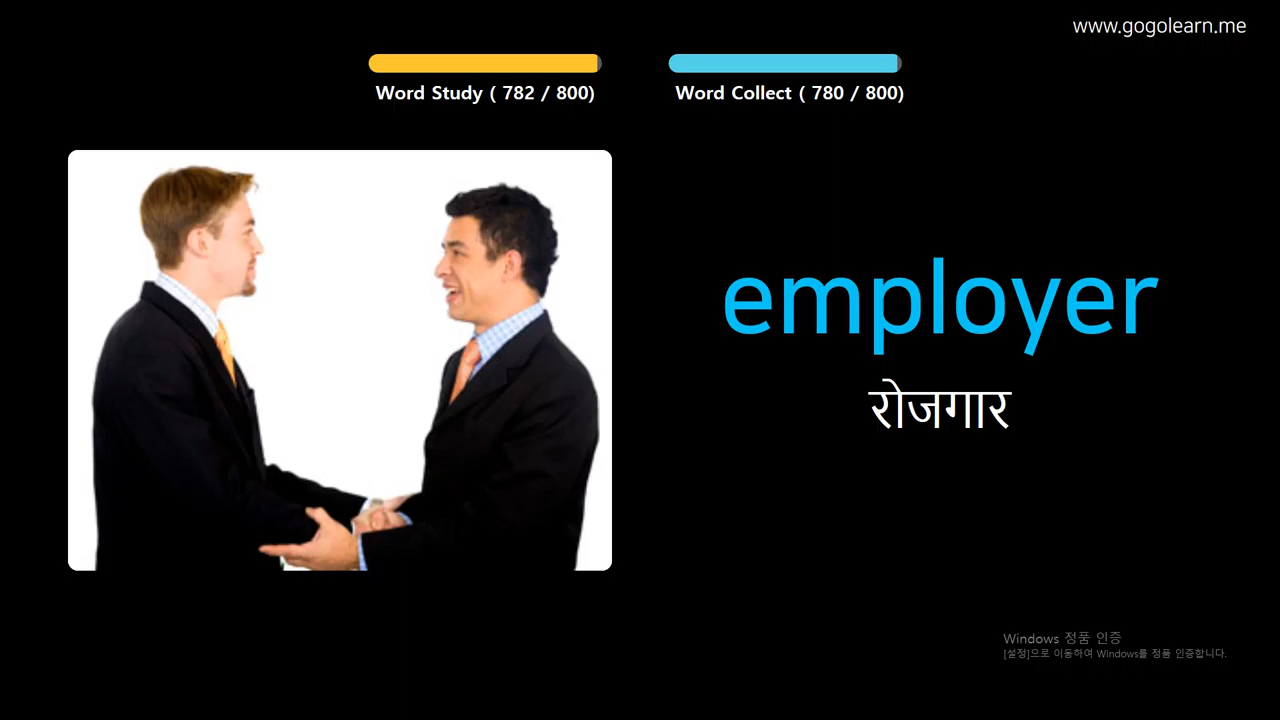 www.gogolearn.me
Word Study ( 782 / 800)
Word Collect ( 780 / 800)
employer
रोजगार
Windows 정품 인증
[설정]으로 이동하여 Windows를 정품 인증합니다.